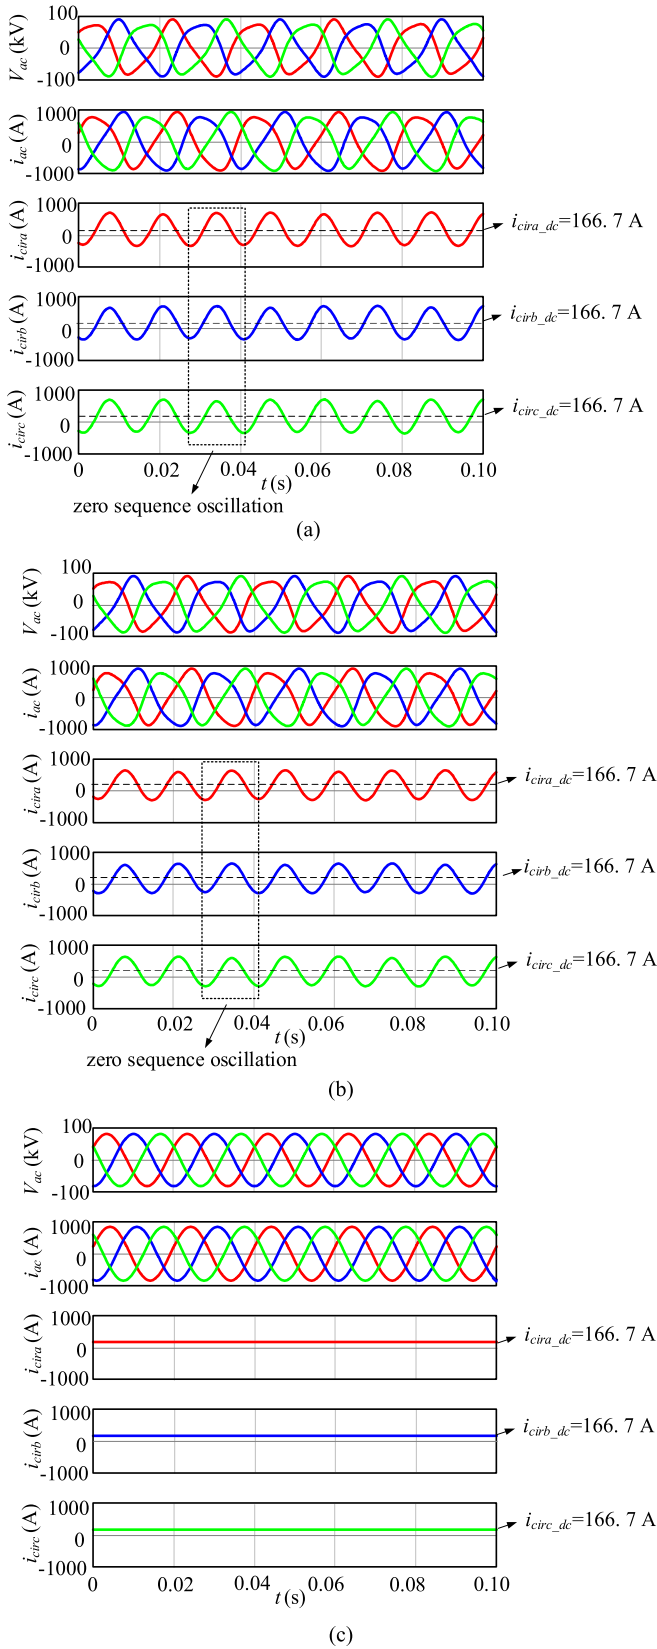 100
0
-100
V_ac (kV)
1000
0
-1000
i_ac (A)
1000
0
-1000
i_cira (A)
i_cira_dc=166. 7 A
1000
0
-1000
i_cirb (A)
i_cirb_dc=166. 7 A
1000
0
-1000
i_circ (A)
i_circ_dc=166. 7 A
0 0.02 0.04 0.06 0.08 0.10
t (s)
zero sequence oscillation
(a)
100
0
-100
V_ac (kV)
1000
0
-1000
i_ac (A)
1000
0
-1000
i_cira (A)
i_cira_dc=166. 7 A
1000
0
-1000
i_cirb (A)
i_cirb_dc=166. 7 A
1000
0
-1000
i_circ (A)
i_circ_dc=166. 7 A
0 0.02 0.04 0.06 0.08 0.10
t (s)
zero sequence oscillation
(b)
100
0
-100
V_ac (kV)
1000
0
-1000
i_ac (A)
1000
0
-1000
i_cira (A)
i_cira_dc=166. 7 A
1000
0
-1000
i_cirb (A)
i_cirb_dc=166. 7 A
1000
0
-1000
i_circ (A)
i_circ_dc=166. 7 A
0 0.02 0.04 0.06 0.08 0.10
t (s)
(c)